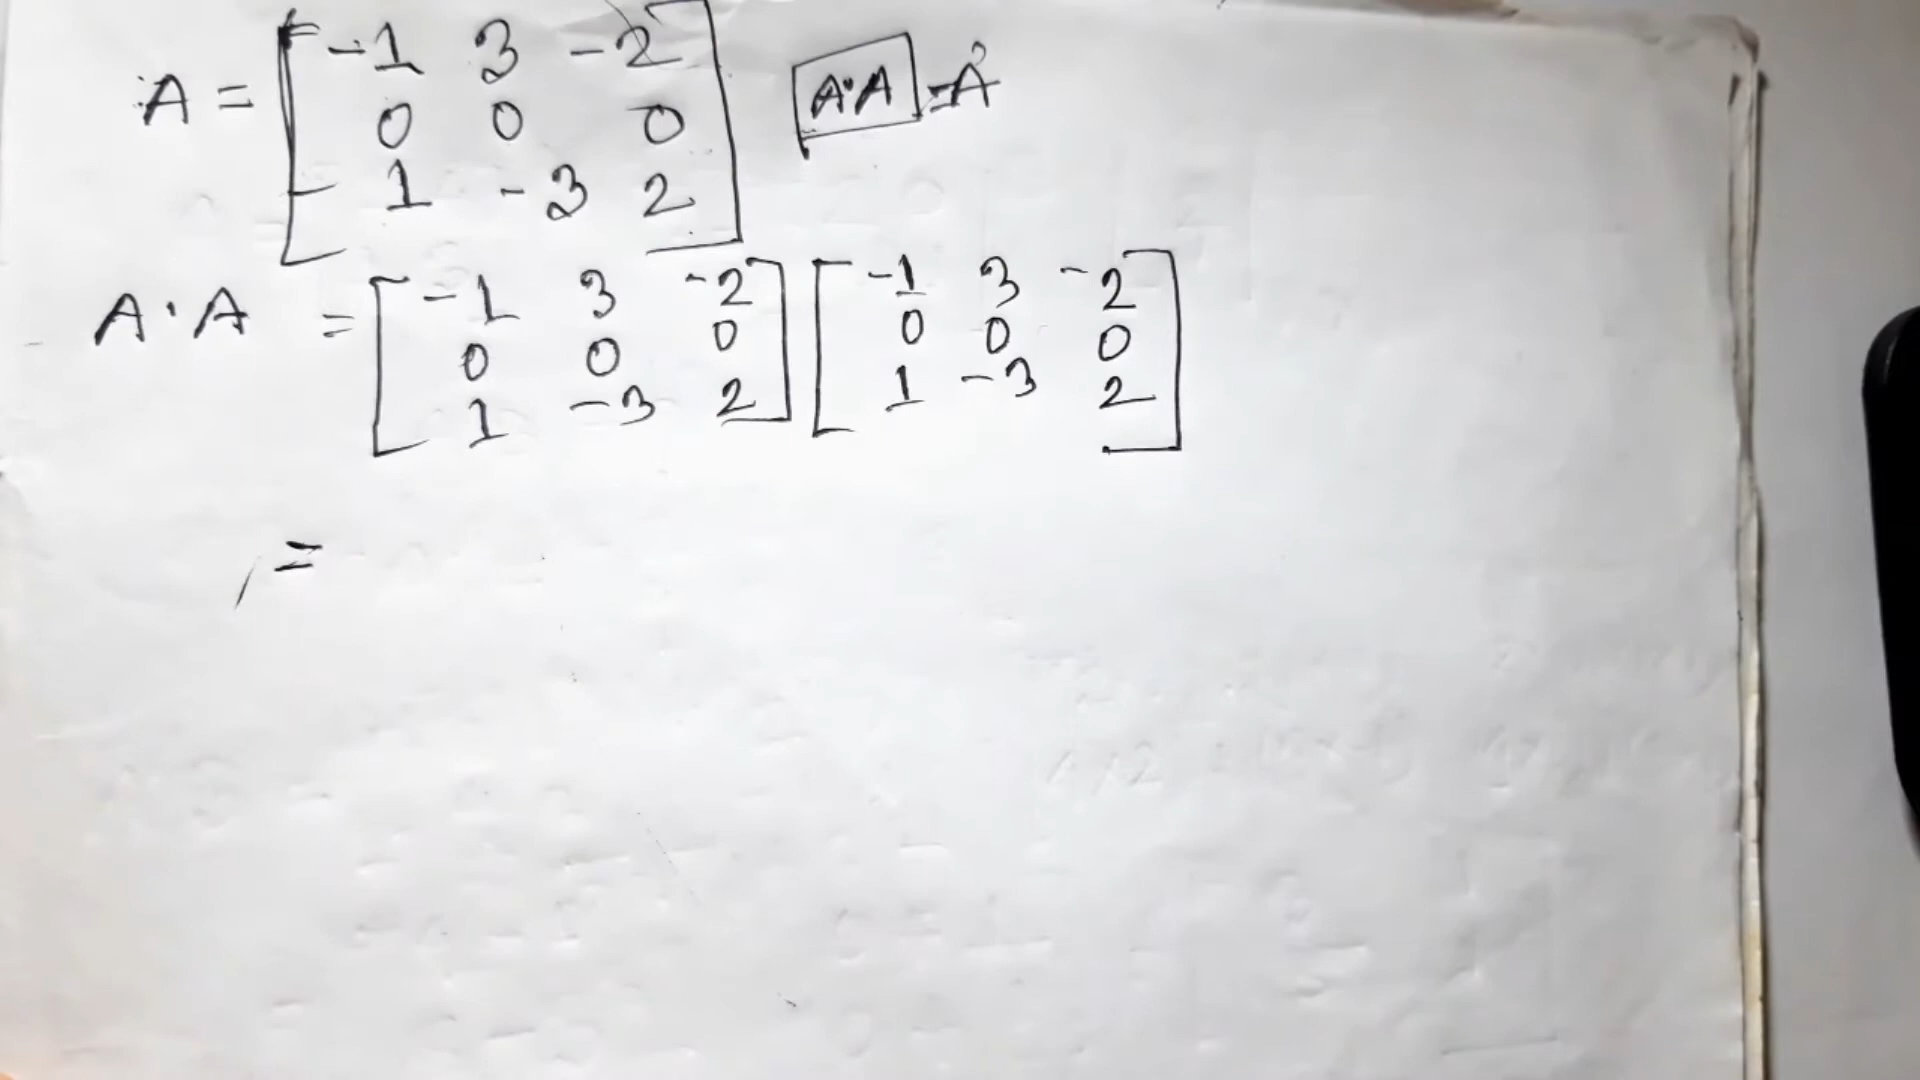 A = [ -1 3 -2
0 0 0
1 -3 2 ]
A·A = A
A·A = [ -1 3 -2 ] [ -1 3 -2 ]
0 0 0 0 0 0
1 -3 2 1 -3 2
=